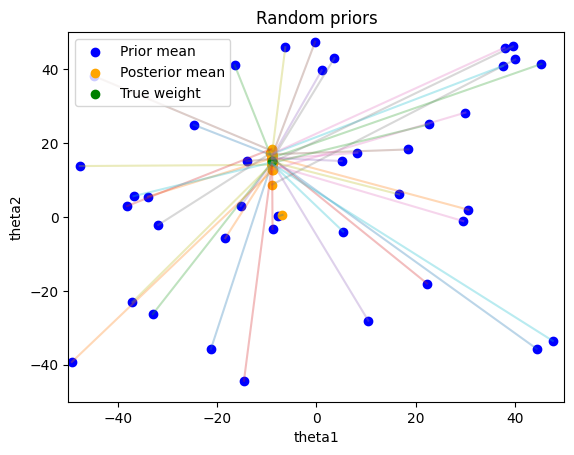 Random priors
Prior mean
Posterior mean
True weight
theta2
40
20
0
−20
−40
−40
−20
0
20
40
theta1